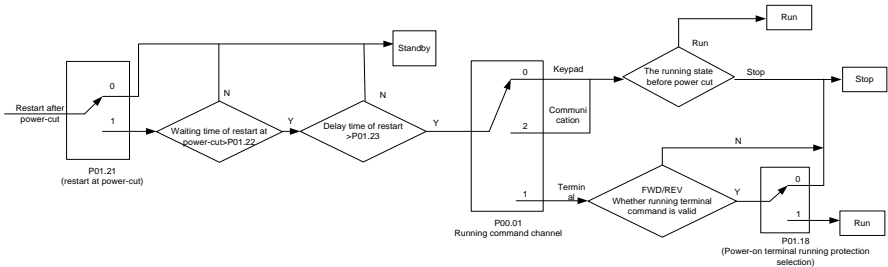 Restart after
power-cut
0
1
P01.21
(restart at power-cut)
N
Waiting time of restart at
power-cut>P01.22
Y
N
Delay time of restart
>P01.23
Y
Standby
0
2
1
P00.01
Running command channel
Keypad
Communi
cation
Termin
al
The running state
before power cut
Run
Run
Stop
Stop
FWD/REV
Whether running terminal
command is valid
N
Y
0
1
P01.18
(Power-on terminal running protection
selection)
Run